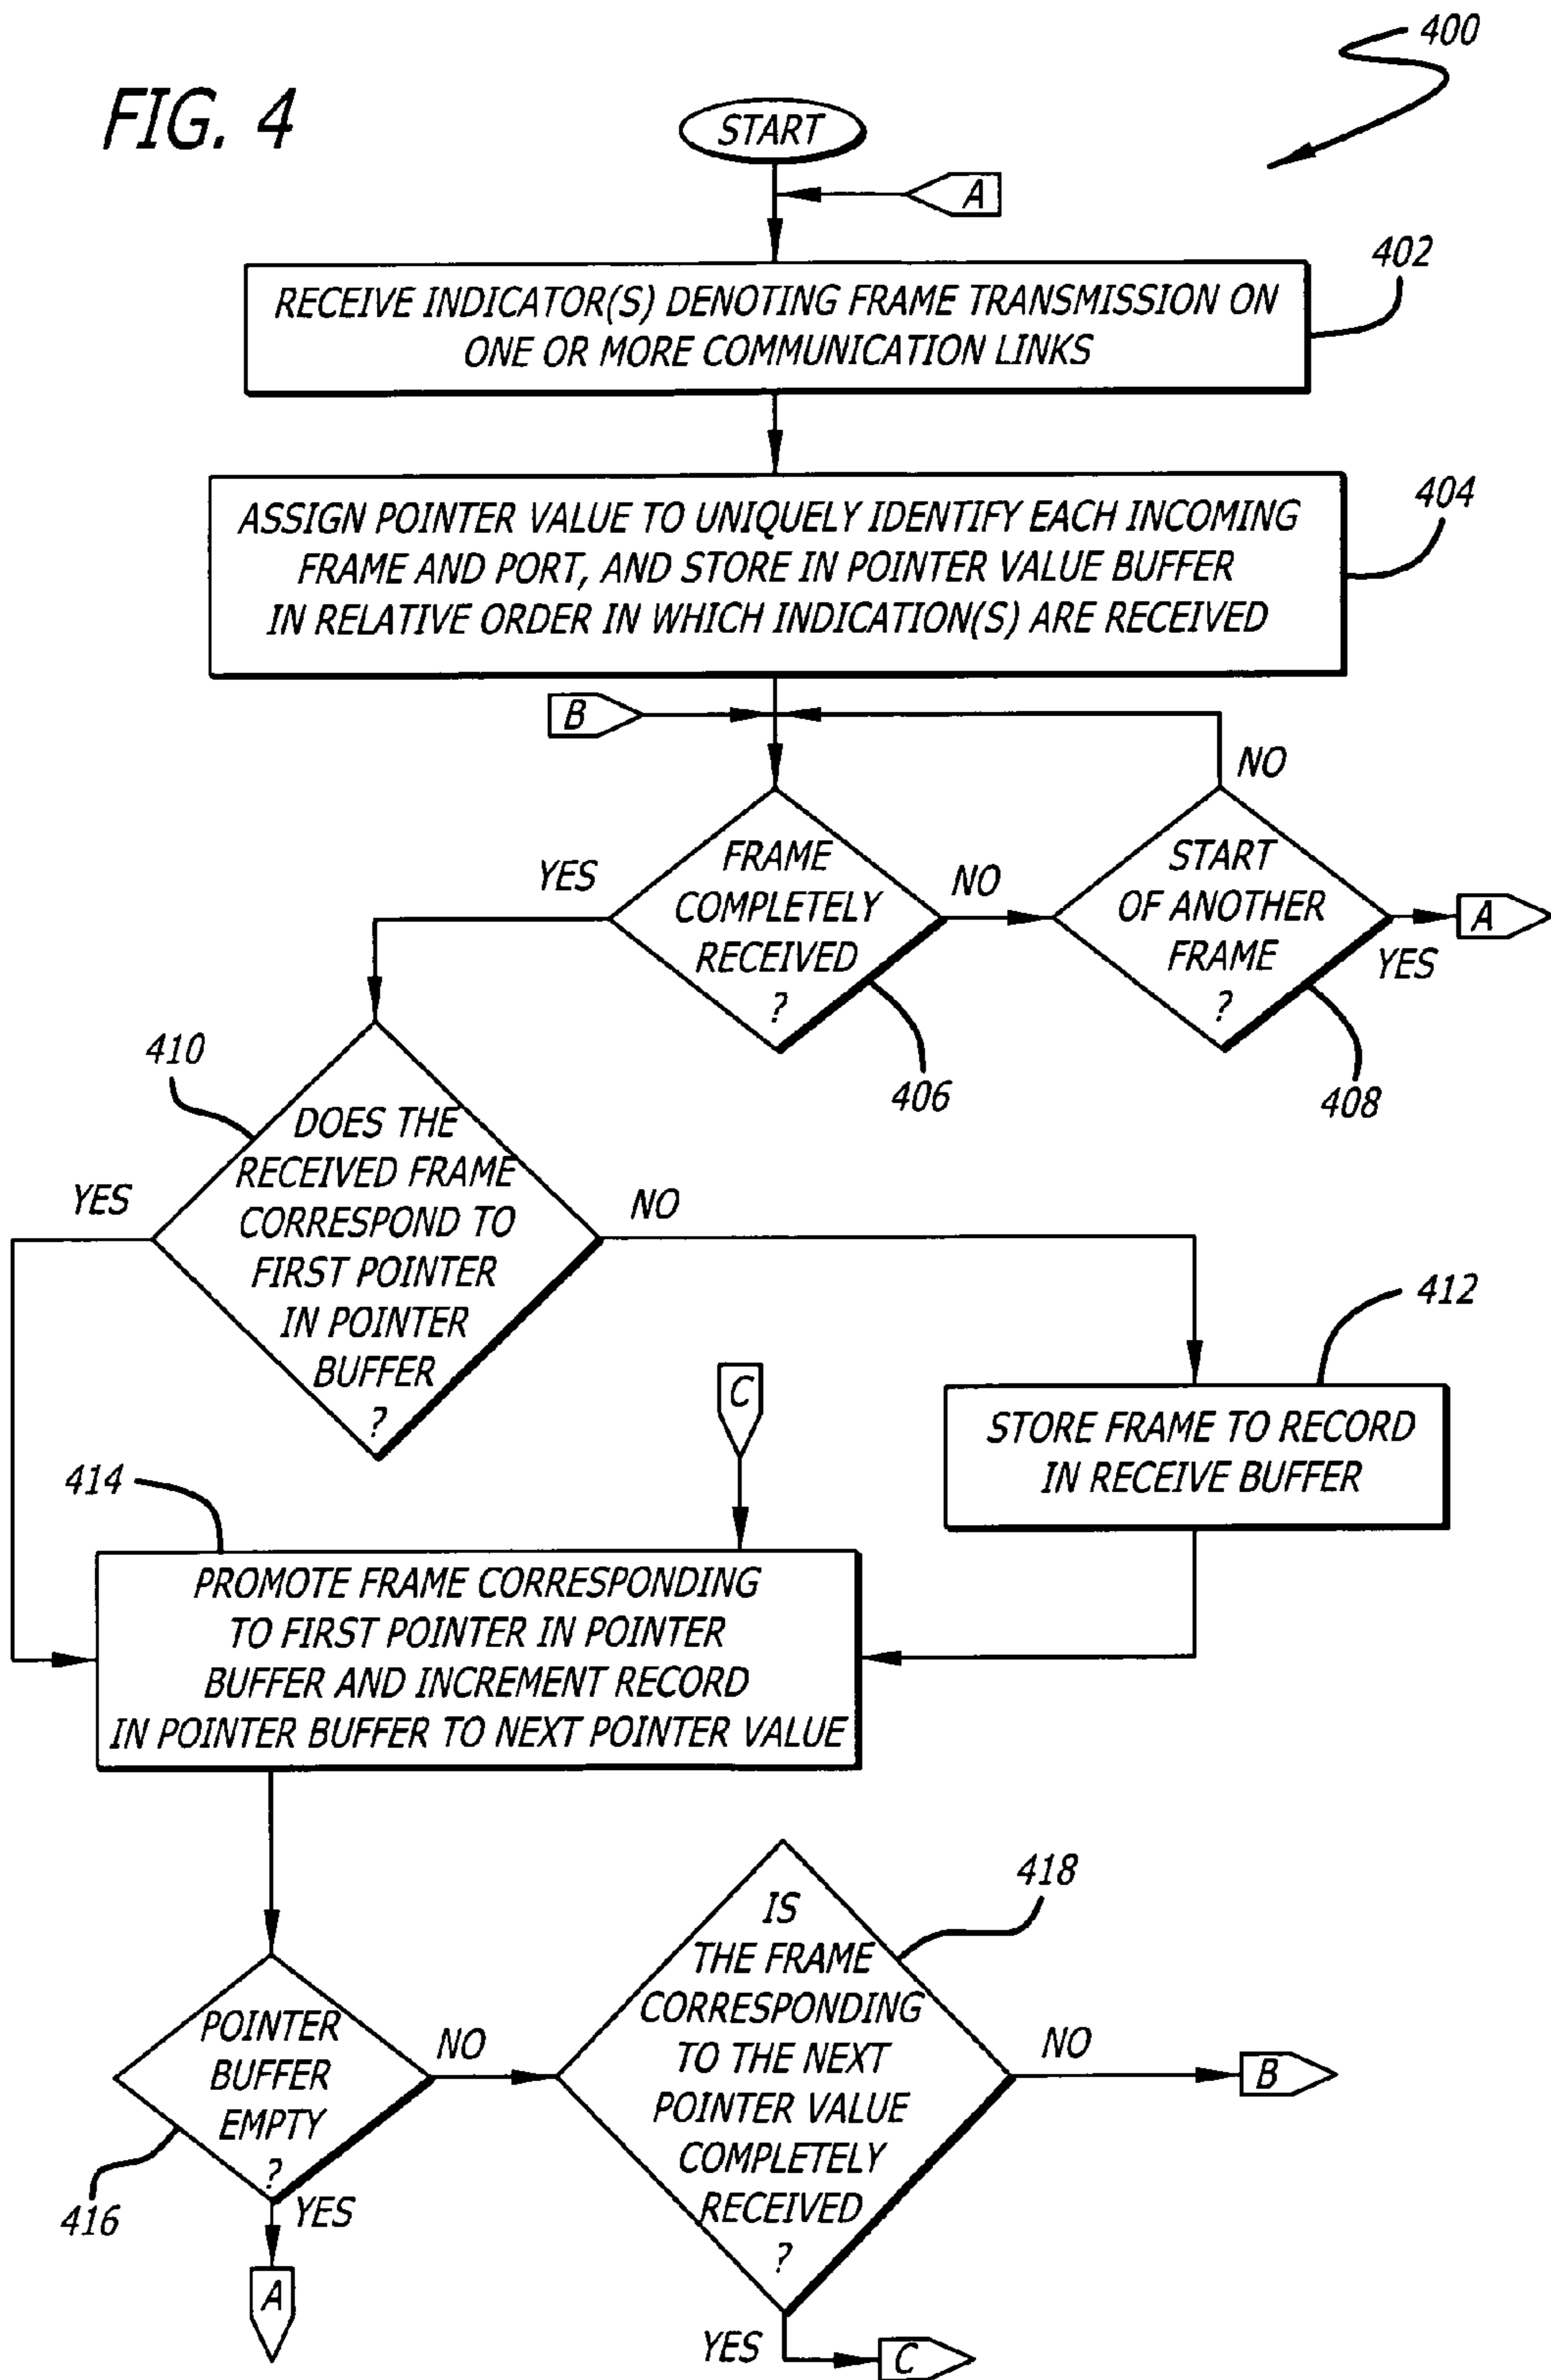 400
FIG. 4
START
A
402
RECEIVE INDICATOR(S) DENOTING FRAME TRANSMISSION ON
ONE OR MORE COMMUNICATION LINKS
404
ASSIGN POINTER VALUE TO UNIQUELY IDENTIFY EACH INCOMING
FRAME AND PORT, AND STORE IN POINTER VALUE BUFFER
IN RELATIVE ORDER IN WHICH INDICATION(S) ARE RECEIVED
B
NO
YES
FRAME
COMPLETELY
RECEIVED
?
NO
START
OF ANOTHER
FRAME
?
A
YES
406
408
410
DOES THE
RECEIVED FRAME
CORRESPOND TO
FIRST POINTER
IN POINTER
BUFFER
?
YES
NO
412
STORE FRAME TO RECORD
IN RECEIVE BUFFER
C
414
PROMOTE FRAME CORRESPONDING
TO FIRST POINTER IN POINTER
BUFFER AND INCREMENT RECORD
IN POINTER BUFFER TO NEXT POINTER VALUE
POINTER
BUFFER
EMPTY
?
NO
416
YES
A
418
IS
THE FRAME
CORRESPONDING
TO THE NEXT
POINTER VALUE
COMPLETELY
RECEIVED
?
NO
B
YES
C